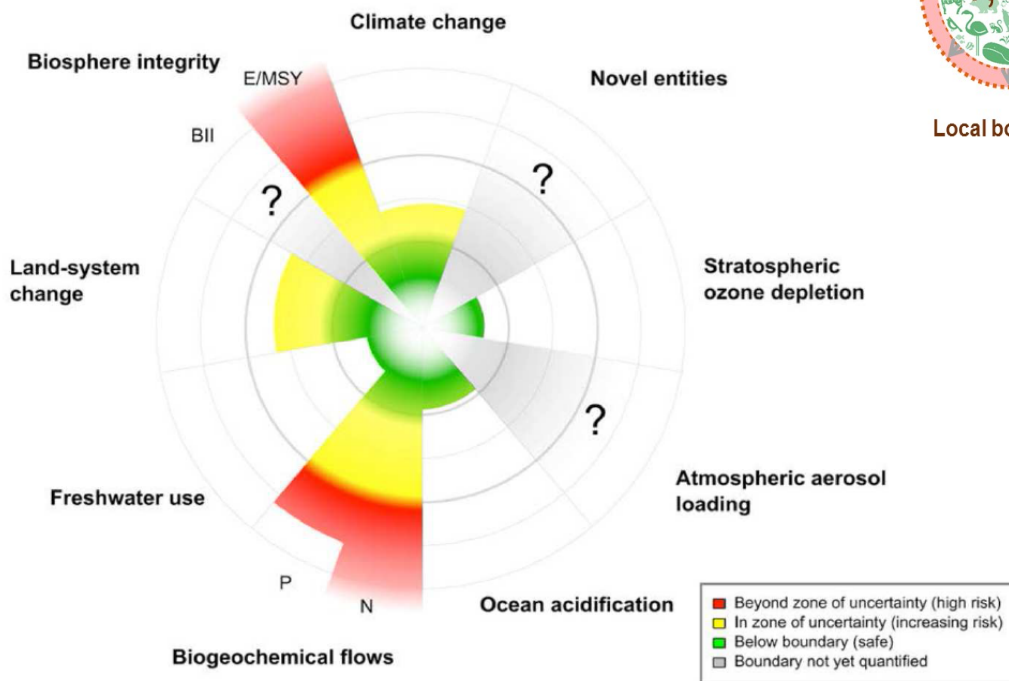 Climate change
Biosphere integrity
E/MSY
Novel entities
BII
Local bo
?
?
Land-system
change
Stratospheric
ozone depletion
?
Freshwater use
Atmospheric aerosol
loading
P
N
Ocean acidification
Biogeochemical flows
Beyond zone of uncertainty (high risk)
In zone of uncertainty (increasing risk)
Below boundary (safe)
Boundary not yet quantified